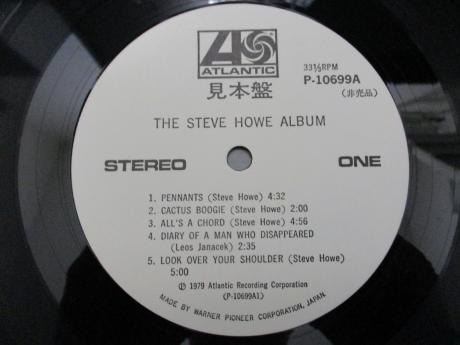 ATLANTIC
33⅓RPM
P-10699A
見本盤
(非売品)
THE STEVE HOWE ALBUM
STEREO
ONE
1. PENNANTS (Steve Howe) 4:32
2. CACTUS BOOGIE (Steve Howe) 2:00
3. ALL'S A CHORD (Steve Howe) 4:56
4. DIARY OF A MAN WHO DISAPPEARED
(Leos Janacek) 2:35
5. LOOK OVER YOUR SHOULDER (Steve Howe)
5:00
℗ 1979 Atlantic Recording Corporation
(P-10699A1)
MADE BY WARNER PIONEER CORPORATION, JAPAN.